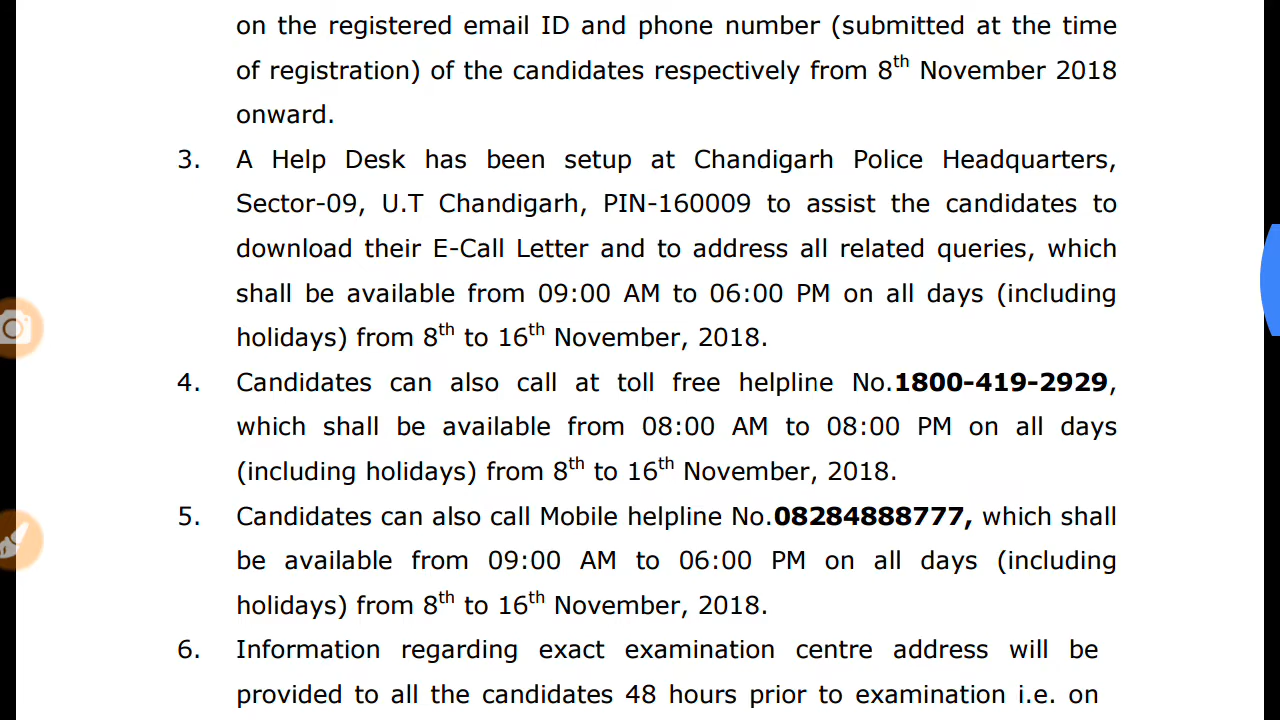 on the registered email ID and phone number (submitted at the time
of registration) of the candidates respectively from 8th November 2018
onward.
3. A Help Desk has been setup at Chandigarh Police Headquarters,
Sector-09, U.T Chandigarh, PIN-160009 to assist the candidates to
download their E-Call Letter and to address all related queries, which
shall be available from 09:00 AM to 06:00 PM on all days (including
holidays) from 8th to 16th November, 2018.
4. Candidates can also call at toll free helpline No.1800-419-2929,
which shall be available from 08:00 AM to 08:00 PM on all days
(including holidays) from 8th to 16th November, 2018.
5. Candidates can also call Mobile helpline No.08284888777, which shall
be available from 09:00 AM to 06:00 PM on all days (including
holidays) from 8th to 16th November, 2018.
6. Information regarding exact examination centre address will be
provided to all the candidates 48 hours prior to examination i.e. on